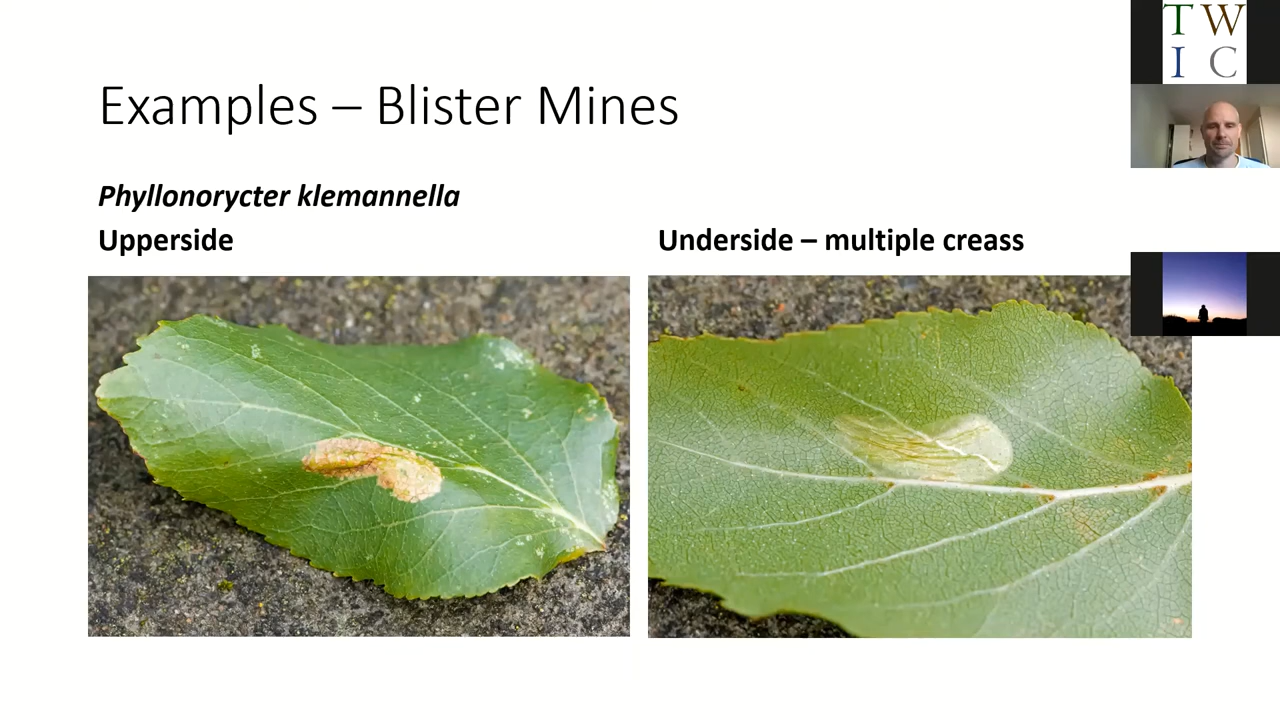 T W
I C
Examples – Blister Mines
Phyllonorycter klemannella
Upperside
Underside – multiple creass